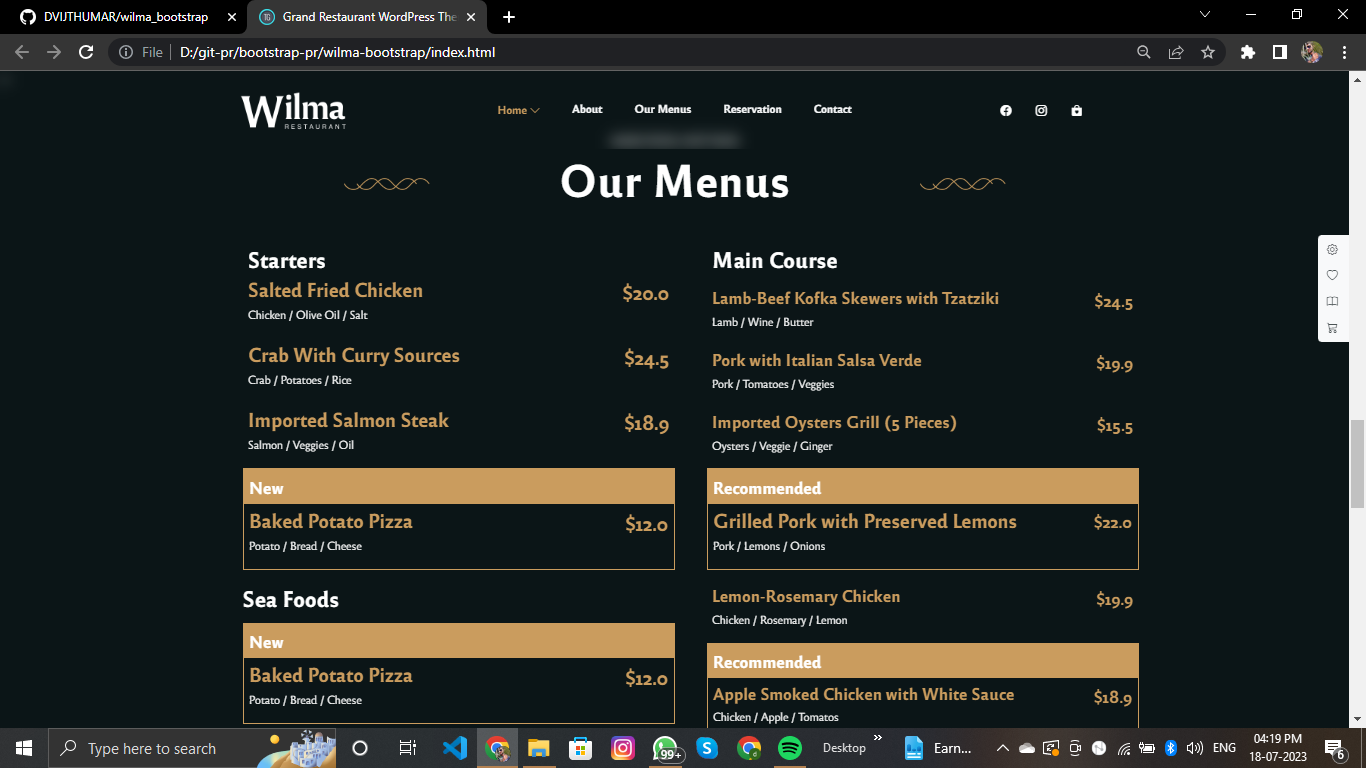 DVIJTHUMAR/wilma_bootstrap
Grand Restaurant WordPress The
File
D:/git-pr/bootstrap-pr/wilma-bootstrap/index.html
Wilma
RESTAURANT
Home
About
Our Menus
Reservation
Contact
Our Menus
Starters
Salted Fried Chicken
$20.0
Chicken / Olive Oil / Salt
Crab With Curry Sources
$24.5
Crab / Potatoes / Rice
Imported Salmon Steak
$18.9
Salmon / Veggies / Oil
New
Baked Potato Pizza
$12.0
Potato / Bread / Cheese
Sea Foods
New
Baked Potato Pizza
$12.0
Potato / Bread / Cheese
Main Course
Lamb-Beef Kofka Skewers with Tzatziki
$24.5
Lamb / Wine / Butter
Pork with Italian Salsa Verde
$19.9
Pork / Tomatoes / Veggies
Imported Oysters Grill (5 Pieces)
$15.5
Oysters / Veggie / Ginger
Recommended
Grilled Pork with Preserved Lemons
$22.0
Pork / Lemons / Onions
Lemon-Rosemary Chicken
$19.9
Chicken / Rosemary / Lemon
Recommended
Apple Smoked Chicken with White Sauce
$18.9
Chicken / Apple / Tomatos
Type here to search
99+
Desktop
Earn...
ENG
04:19 PM
18-07-2023
6